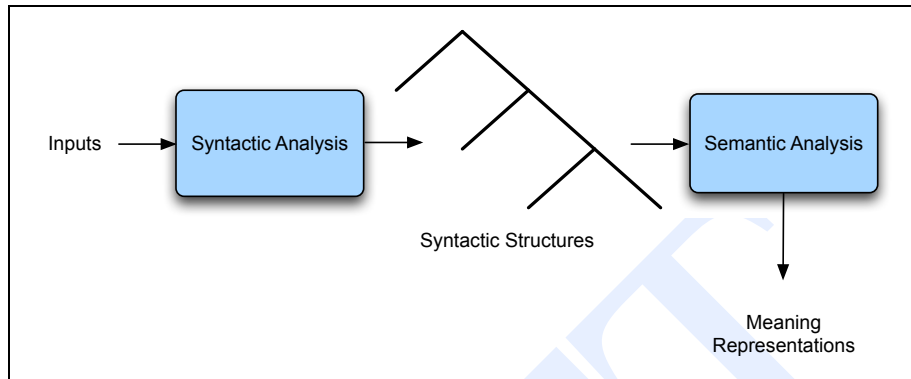 Inputs
Syntactic Analysis
Semantic Analysis
Syntactic Structures
Meaning
Representations